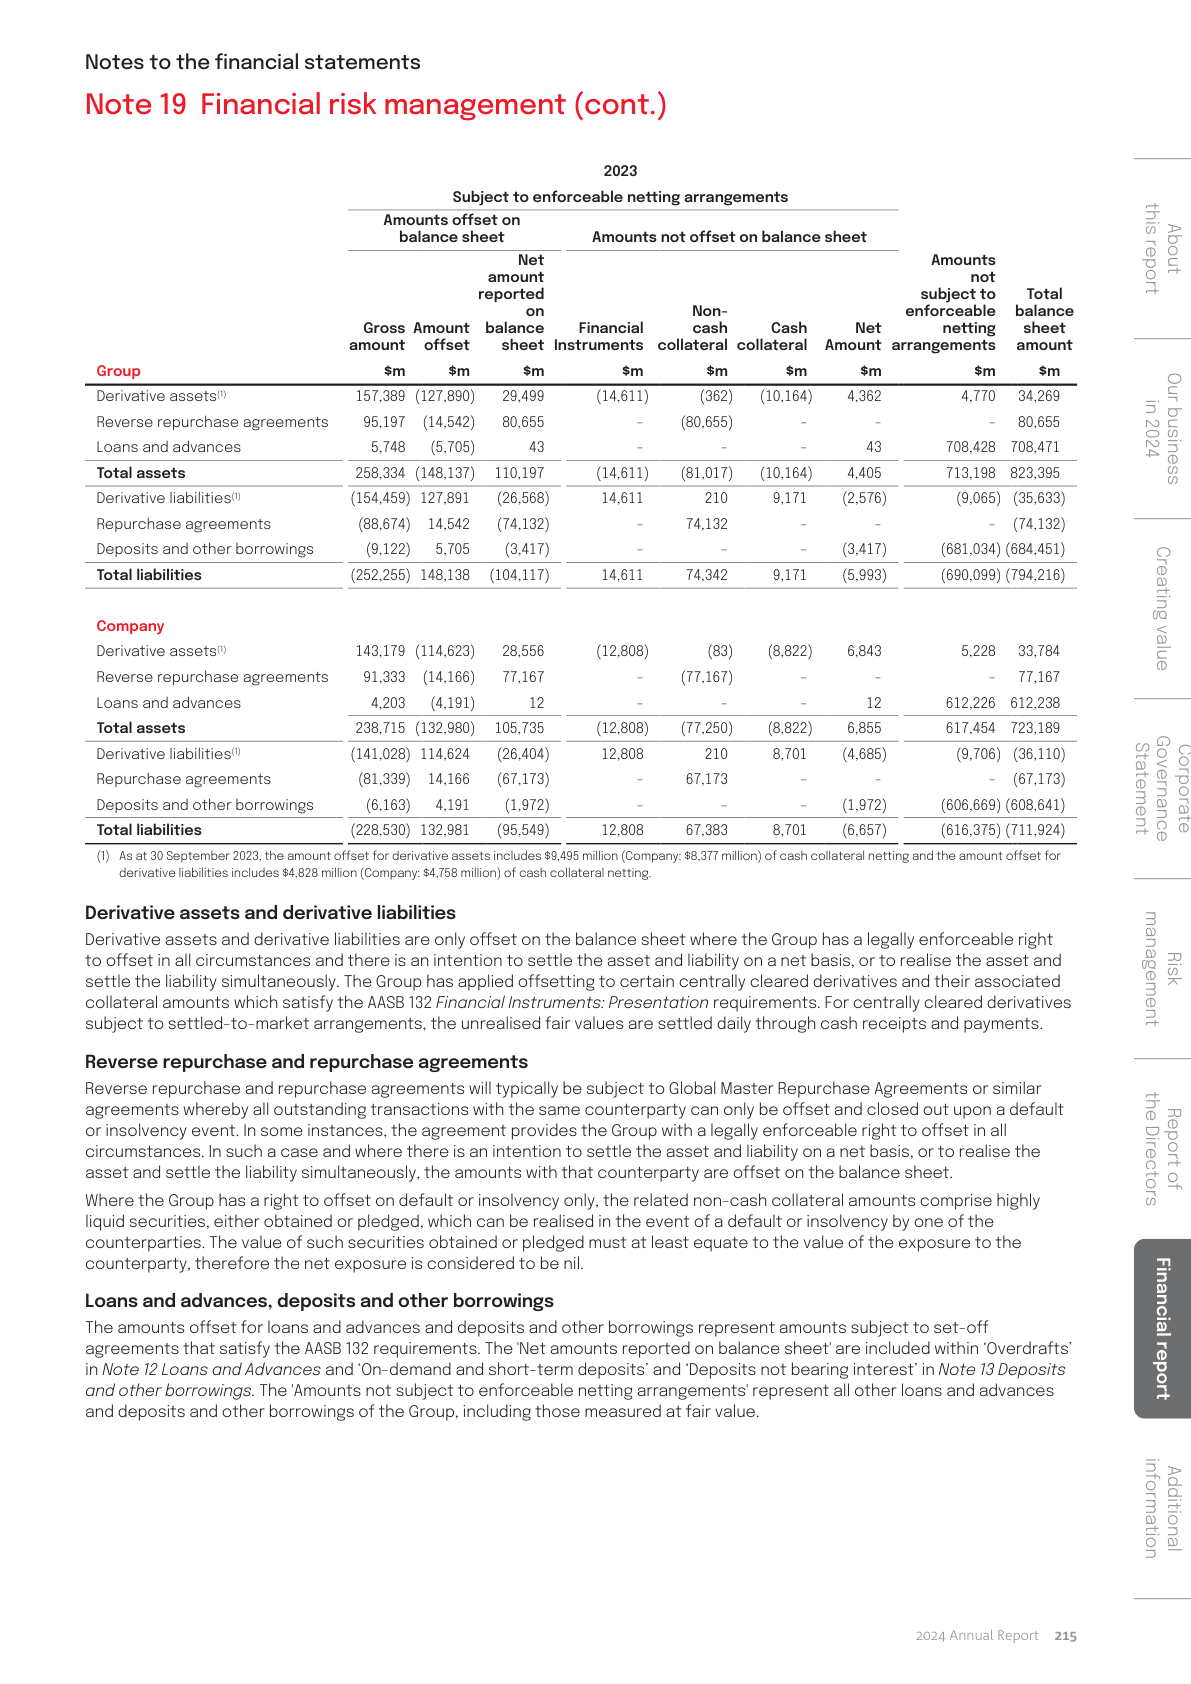 Notes to the financial statements
Note 19 Financial risk management (cont.)
2023
Subject to enforceable netting arrangements
Amounts offset on balance sheet
Amounts not offset on balance sheet
Gross amount
Amount offset
Net amount reported on balance sheet
Financial Instruments
Non-cash collateral
Cash collateral
Net Amount
Amounts not subject to enforceable netting arrangements
Total balance sheet amount
Group $m $m $m $m $m $m $m $m $m
Derivative assets(1) 157,389 (127,890) 29,499 (14,611) (362) (10,164) 4,362 4,770 34,269
Reverse repurchase agreements 95,197 (14,542) 80,655 – (80,655) – – – 80,655
Loans and advances 5,748 (5,705) 43 – – – 43 708,428 708,471
Total assets 258,334 (148,137) 110,197 (14,611) (81,017) (10,164) 4,405 713,198 823,395
Derivative liabilities(1) (154,459) 127,891 (26,568) 14,611 210 9,171 (2,576) (9,065) (35,633)
Repurchase agreements (88,674) 14,542 (74,132) – 74,132 – – – (74,132)
Deposits and other borrowings (9,122) 5,705 (3,417) – – – (3,417) (681,034) (684,451)
Total liabilities (252,255) 148,138 (104,117) 14,611 74,342 9,171 (5,993) (690,099) (794,216)
Company
Derivative assets(1) 143,179 (114,623) 28,556 (12,808) (83) (8,822) 6,843 5,228 33,784
Reverse repurchase agreements 91,333 (14,166) 77,167 – (77,167) – – – 77,167
Loans and advances 4,203 (4,191) 12 – – – 12 612,226 612,238
Total assets 238,715 (132,980) 105,735 (12,808) (77,250) (8,822) 6,855 617,454 723,189
Derivative liabilities(1) (141,028) 114,624 (26,404) 12,808 210 8,701 (4,685) (9,706) (36,110)
Repurchase agreements (81,339) 14,166 (67,173) – 67,173 – – – (67,173)
Deposits and other borrowings (6,163) 4,191 (1,972) – – – (1,972) (606,669) (608,641)
Total liabilities (228,530) 132,981 (95,549) 12,808 67,383 8,701 (6,657) (616,375) (711,924)
(1) As at 30 September 2023, the amount offset for derivative assets includes $9,495 million (Company: $8,377 million) of cash collateral netting and the amount offset for
derivative liabilities includes $4,828 million (Company: $4,758 million) of cash collateral netting.
Derivative assets and derivative liabilities
Derivative assets and derivative liabilities are only offset on the balance sheet where the Group has a legally enforceable right
to offset in all circumstances and there is an intention to settle the asset and liability on a net basis, or to realise the asset and
settle the liability simultaneously. The Group has applied offsetting to certain centrally cleared derivatives and their associated
collateral amounts which satisfy the AASB 132 Financial Instruments: Presentation requirements. For centrally cleared derivatives
subject to settled-to-market arrangements, the unrealised fair values are settled daily through cash receipts and payments.
Reverse repurchase and repurchase agreements
Reverse repurchase and repurchase agreements will typically be subject to Global Master Repurchase Agreements or similar
agreements whereby all outstanding transactions with the same counterparty can only be offset and closed out upon a default
or insolvency event. In some instances, the agreement provides the Group with a legally enforceable right to offset in all
circumstances. In such a case and where there is an intention to settle the asset and liability on a net basis, or to realise the
asset and settle the liability simultaneously, the amounts with that counterparty are offset on the balance sheet.
Where the Group has a right to offset on default or insolvency only, the related non-cash collateral amounts comprise highly
liquid securities, either obtained or pledged, which can be realised in the event of a default or insolvency by one of the
counterparties. The value of such securities obtained or pledged must at least equate to the value of the exposure to the
counterparty, therefore the net exposure is considered to be nil.
Loans and advances, deposits and other borrowings
The amounts offset for loans and advances and deposits and other borrowings represent amounts subject to set-off
agreements that satisfy the AASB 132 requirements. The 'Net amounts reported on balance sheet' are included within ‘Overdrafts’
in Note 12 Loans and Advances and ‘On-demand and short-term deposits’ and ‘Deposits not bearing interest’ in Note 13 Deposits
and other borrowings. The 'Amounts not subject to enforceable netting arrangements' represent all other loans and advances
and deposits and other borrowings of the Group, including those measured at fair value.
About
this report
Our business
in 2024
Creating value
Corporate
Governance
Statement
Risk
management
Report of
the Directors
Financial report
Additional
information
2024 Annual Report 215